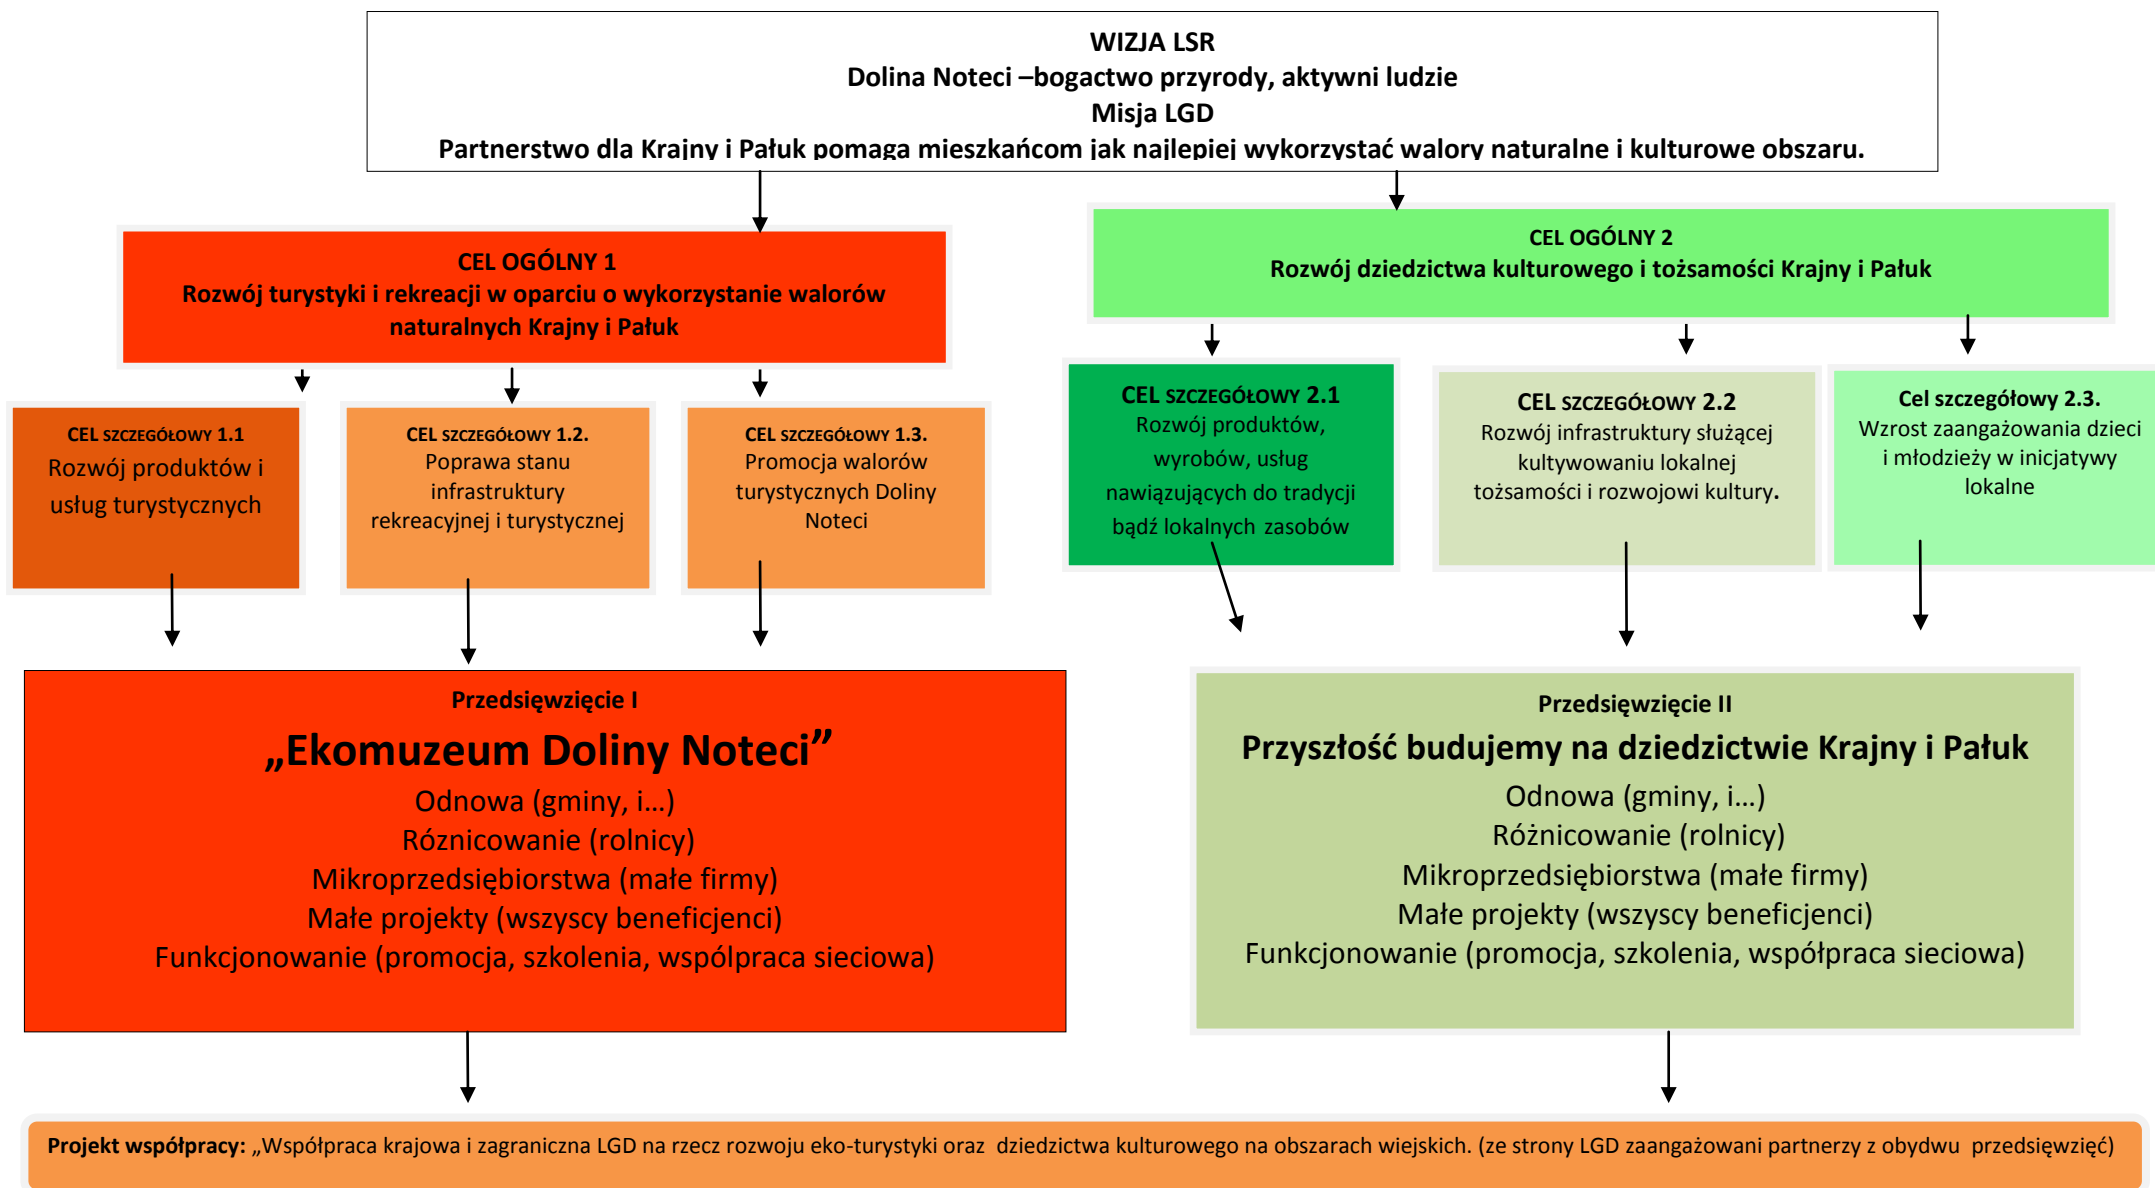 WIZJA LSR
Dolina Noteci –bogactwo przyrody, aktywni ludzie
Misja LGD
Partnerstwo dla Krajny i Pałuk pomaga mieszkańcom jak najlepiej wykorzystać walory naturalne i kulturowe obszaru.
CEL OGÓLNY 1
Rozwój turystyki i rekreacji w oparciu o wykorzystanie walorów
naturalnych Krajny i Pałuk
CEL OGÓLNY 2
Rozwój dziedzictwa kulturowego i tożsamości Krajny i Pałuk
CEL SZCZEGÓŁOWY 1.1
Rozwój produktów i
usług turystycznych
CEL SZCZEGÓŁOWY 1.2.
Poprawa stanu
infrastruktury
rekreacyjnej i turystycznej
CEL SZCZEGÓŁOWY 1.3.
Promocja walorów
turystycznych Doliny
Noteci
CEL SZCZEGÓŁOWY 2.1
Rozwój produktów,
wyrobów, usług
nawiązujących do tradycji
bądź lokalnych zasobów
CEL SZCZEGÓŁOWY 2.2
Rozwój infrastruktury służącej
kultywowaniu lokalnej
tożsamości i rozwojowi kultury.
Cel szczegółowy 2.3.
Wzrost zaangażowania dzieci
i młodzieży w inicjatywy
lokalne
Przedsięwzięcie I
„Ekomuzeum Doliny Noteci”
Odnowa (gminy, i…)
Róznicowanie (rolnicy)
Mikroprzedsiębiorstwa (małe firmy)
Małe projekty (wszyscy beneficjenci)
Funkcjonowanie (promocja, szkolenia, wspólpraca sieciowa)
Przedsięwzięcie II
Przyszłość budujemy na dziedzictwie Krajny i Pałuk
Odnowa (gminy, i…)
Różnicowanie (rolnicy)
Mikroprzedsiębiorstwa (małe firmy)
Małe projekty (wszyscy beneficjenci)
Funkcjonowanie (promocja, szkolenia, współpraca sieciowa)
Projekt współpracy: „Współpraca krajowa i zagraniczna LGD na rzecz rozwoju eko-turystyki oraz dziedzictwa kulturowego na obszarach wiejskich. (ze strony LGD zaangażowani partnerzy z obydwu przedsięwzięć)